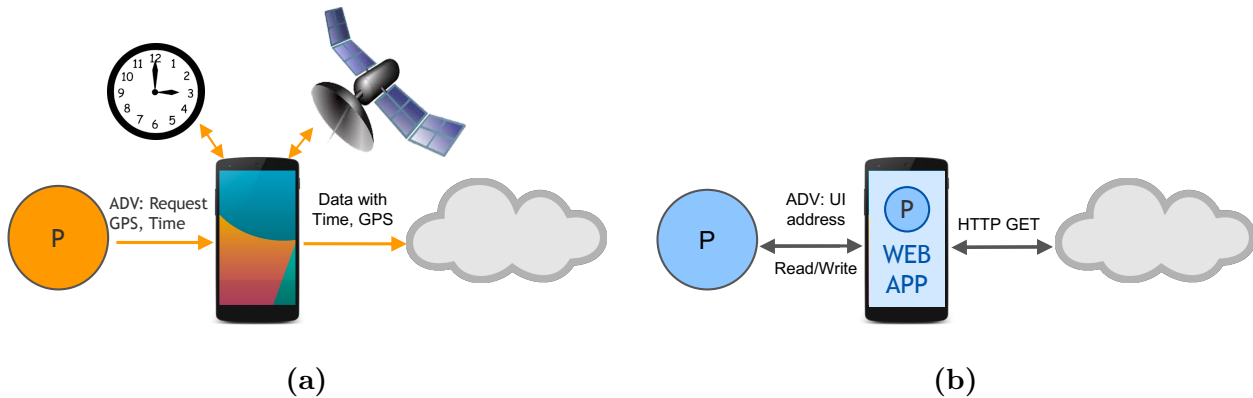 12
11
1
10
2
9
3
8
4
7
5
6
P
ADV: Request
GPS, Time
Data with
Time, GPS
(a)
P
ADV: UI
address
Read/Write
P
WEB
APP
HTTP GET
(b)